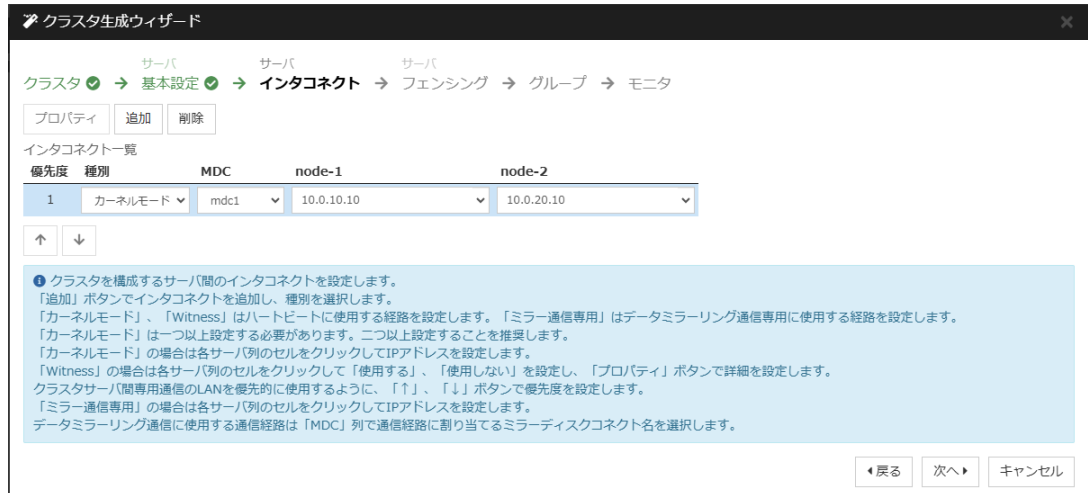 クラスタ生成ウィザード
サーバ サーバ サーバ
クラスタ → 基本設定 → インタコネクト → フェンシング → グループ → モニタ
プロパティ 追加 削除
インタコネクト一覧
優先度 種別 MDC node-1 node-2
1 カーネルモード mdc1 10.0.10.10 10.0.20.10
↑ ↓
クラスタを構成するサーバ間のインタコネクトを設定します。
「追加」ボタンでインタコネクトを追加し、種別を選択します。
「カーネルモード」、「Witness」はハートビートに使用する経路を設定します。「ミラー通信専用」はデータミラーリング通信専用に使用する経路を設定します。
「カーネルモード」は一つ以上設定する必要があります。二つ以上設定することを推奨します。
「カーネルモード」の場合は各サーバ列のセルをクリックしてIPアドレスを設定します。
「Witness」の場合は各サーバ列のセルをクリックして「使用する」、「使用しない」を設定し、「プロパティ」ボタンで詳細を設定します。
クラスタサーバ間専用通信のLANを優先的に使用するように、「↑」、「↓」ボタンで優先度を設定します。
「ミラー通信専用」の場合は各サーバ列のセルをクリックしてIPアドレスを設定します。
データミラーリング通信に使用する通信経路は「MDC」列で通信経路に割り当てるミラーディスクコネクト名を選択します。
戻る 次へ キャンセル